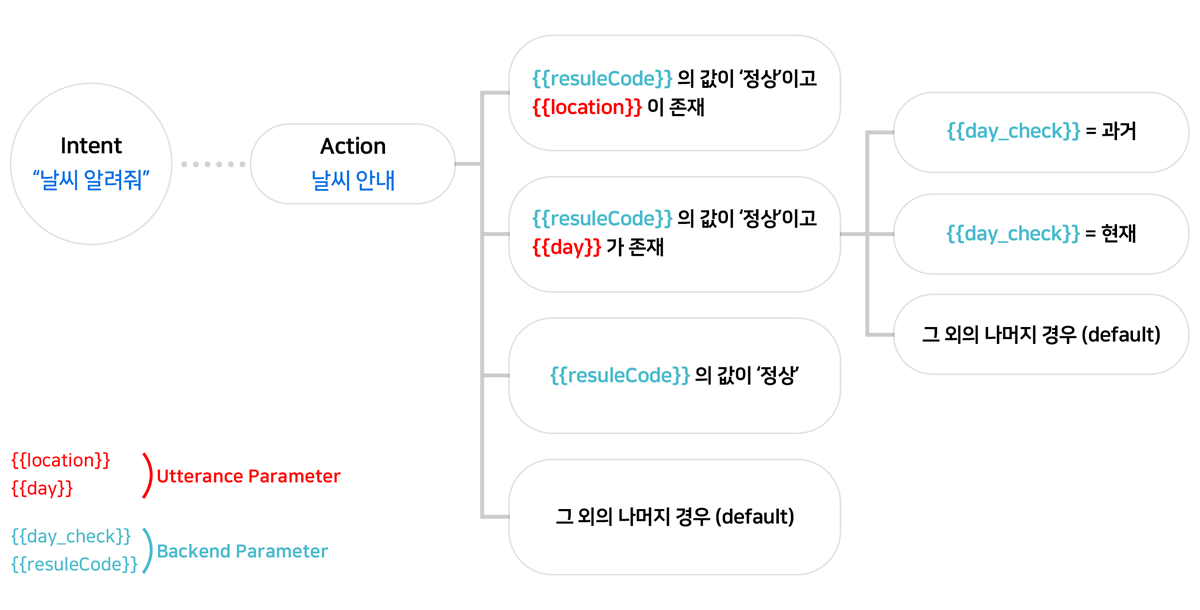 Intent
“날씨 알려줘”
Action
날씨 안내
{{resuleCode}} 의 값이 ‘정상’이고
{{location}} 이 존재
{{resuleCode}} 의 값이 ‘정상’이고
{{day}} 가 존재
{{resuleCode}} 의 값이 ‘정상’
그 외의 나머지 경우 (default)
{{day_check}} = 과거
{{day_check}} = 현재
그 외의 나머지 경우 (default)
{{location}}
{{day}}
Utterance Parameter
{{day_check}}
{{resuleCode}}
Backend Parameter